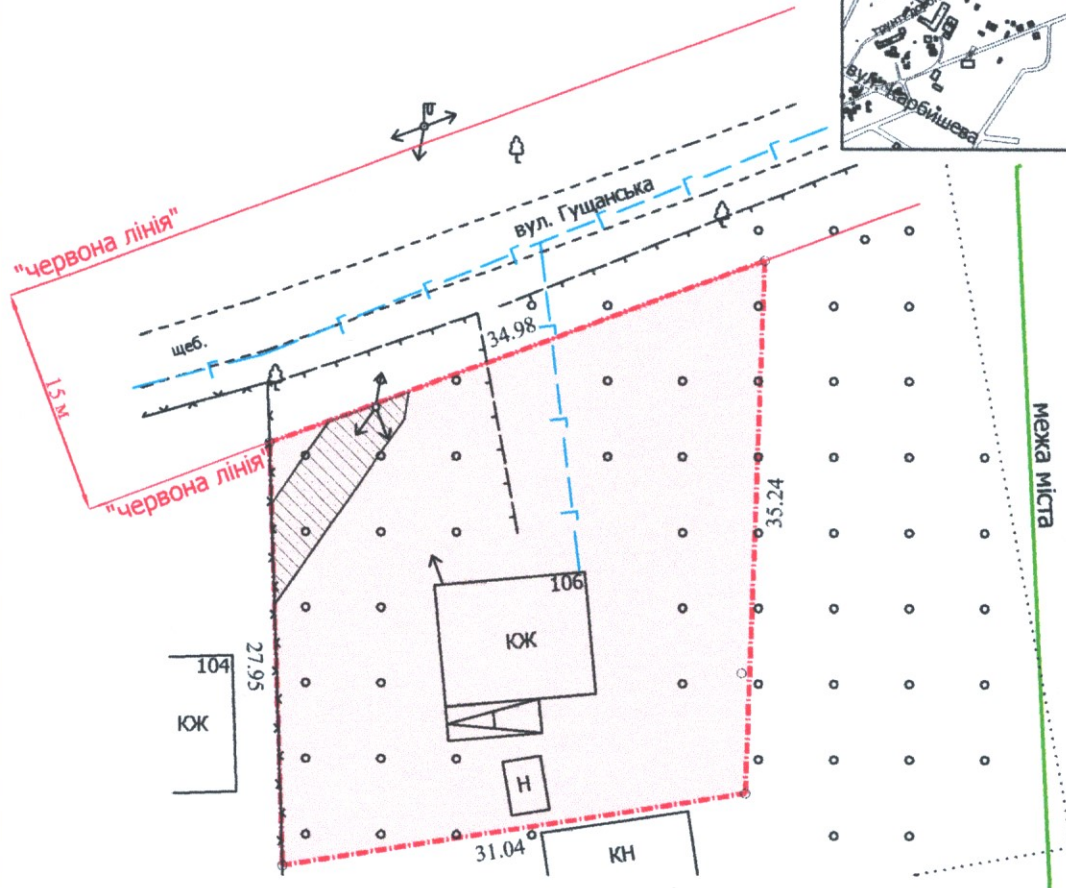 вул. Карбишева
"червона лінія"
вул. Гущанська
щеб.
34.98
15 м
"червона лінія"
межа міста
35.24
106
КЖ
104
27.95
КЖ
Н
31.04
КН